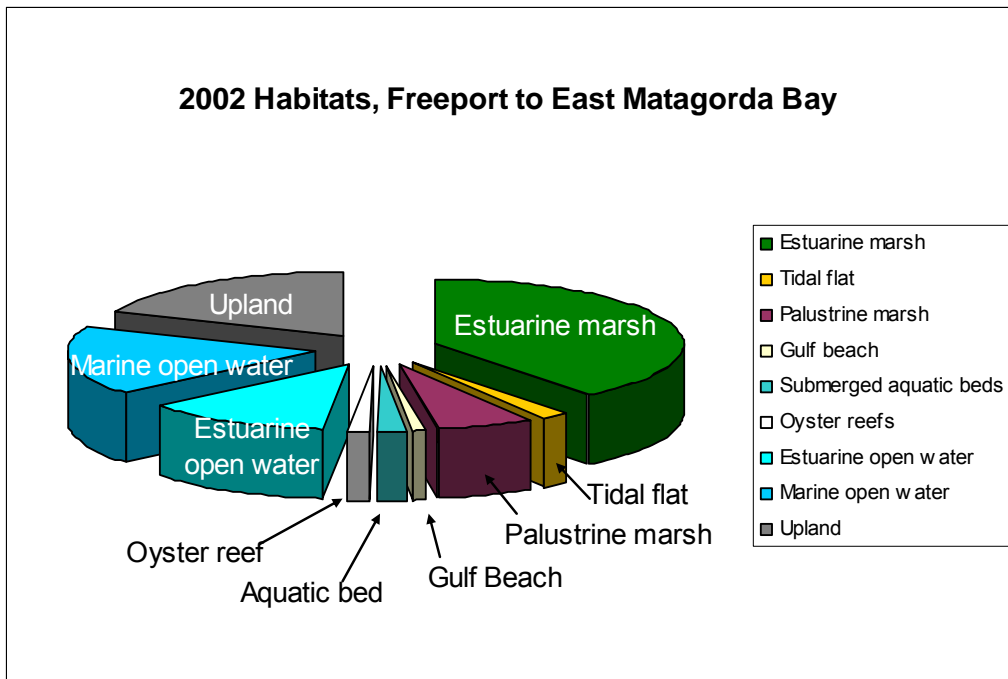 2002 Habitats, Freeport to East Matagorda Bay
Upland
Estuarine marsh
Marine open water
Estuarine
open water
Tidal flat
Palustrine marsh
Oyster reef
Gulf Beach
Aquatic bed
Estuarine marsh
Tidal flat
Palustrine marsh
Gulf beach
Submerged aquatic beds
Oyster reefs
Estuarine open water
Marine open water
Upland